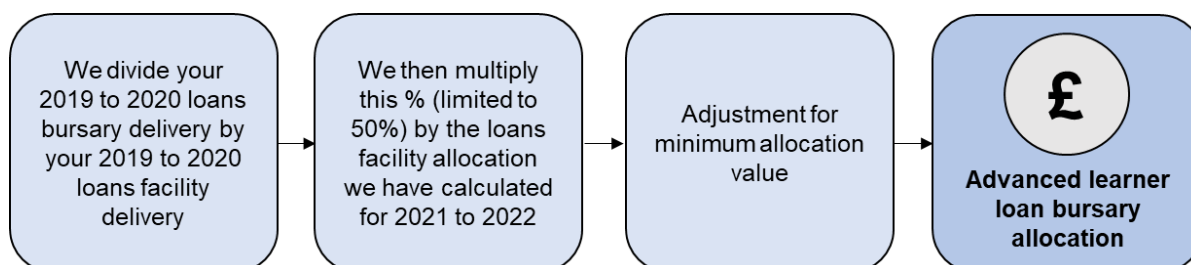 We divide your
2019 to 2020 loans
bursary delivery by
your 2019 to 2020
loans facility
delivery
We then multiply
this % (limited to
50%) by the loans
facility allocation
we have calculated
for 2021 to 2022
Adjustment for
minimum allocation
value
£
Advanced learner
loan bursary
allocation